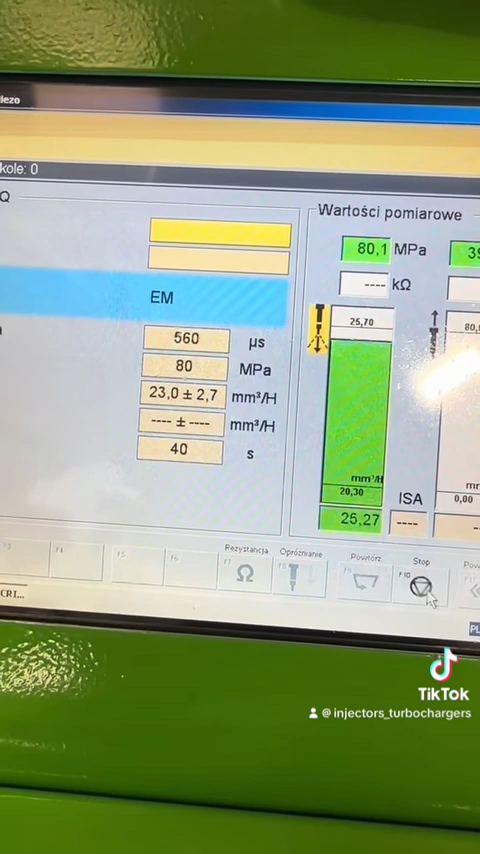 iezo
kole: 0
Q
Wartości pomiarowe
80,1 MPa
---- kΩ
EM
25,70
80,
560 µs
80 MPa
23,0 ± 2,7 mm³/H
---- ± ---- mm³/H
40 s
mm³/H
20,30
ISA
0,00
25,27
----
F3
F4
F5
F6
Rezystancja
F7
Ω
Opróżnianie
F8
Powtórz
F9
Stop
F10
CRI...
PL
TikTok
@injectors_turbochargers